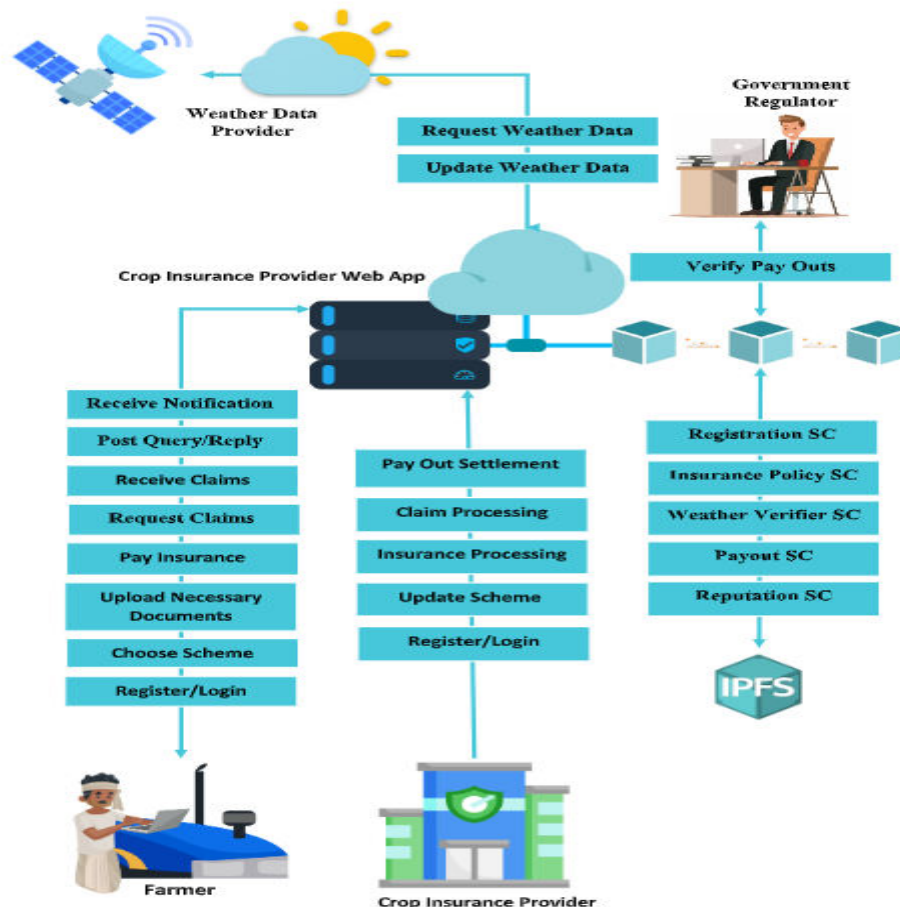 Weather Data
Provider
Government
Regulator
Request Weather Data
Update Weather Data
Verify Pay Outs
Crop Insurance Provider Web App
Receive Notification
Post Query/Reply
Receive Claims
Request Claims
Pay Insurance
Upload Necessary
Documents
Choose Scheme
Register/Login
Farmer
Pay Out Settlement
Claim Processing
Insurance Processing
Update Scheme
Register/Login
Crop Insurance Provider
Registration SC
Insurance Policy SC
Weather Verifier SC
Payout SC
Reputation SC
IPFS